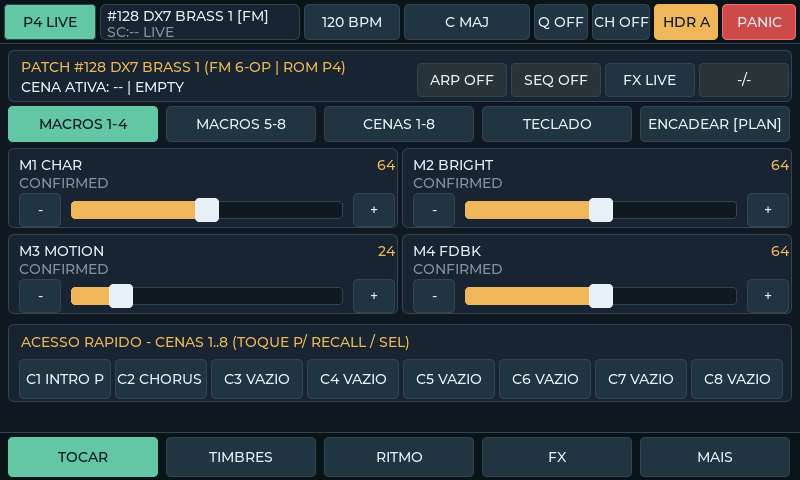 P4 LIVE
#128 DX7 BRASS 1 [FM]
SC:-- LIVE
120 BPM
C MAJ
Q OFF
CH OFF
HDR A
PANIC
PATCH #128 DX7 BRASS 1 (FM 6-OP | ROM P4)
CENA ATIVA: -- | EMPTY
ARP OFF
SEQ OFF
FX LIVE
-/-
MACROS 1-4
MACROS 5-8
CENAS 1-8
TECLADO
ENCADEAR [PLAN]
M1 CHAR
64
CONFIRMED
-
+
M2 BRIGHT
64
CONFIRMED
-
+
M3 MOTION
24
CONFIRMED
-
+
M4 FDBK
64
CONFIRMED
-
+
ACESSO RAPIDO - CENAS 1..8 (TOQUE P/ RECALL / SEL)
C1 INTRO P
C2 CHORUS
C3 VAZIO
C4 VAZIO
C5 VAZIO
C6 VAZIO
C7 VAZIO
C8 VAZIO
TOCAR
TIMBRES
RITMO
FX
MAIS